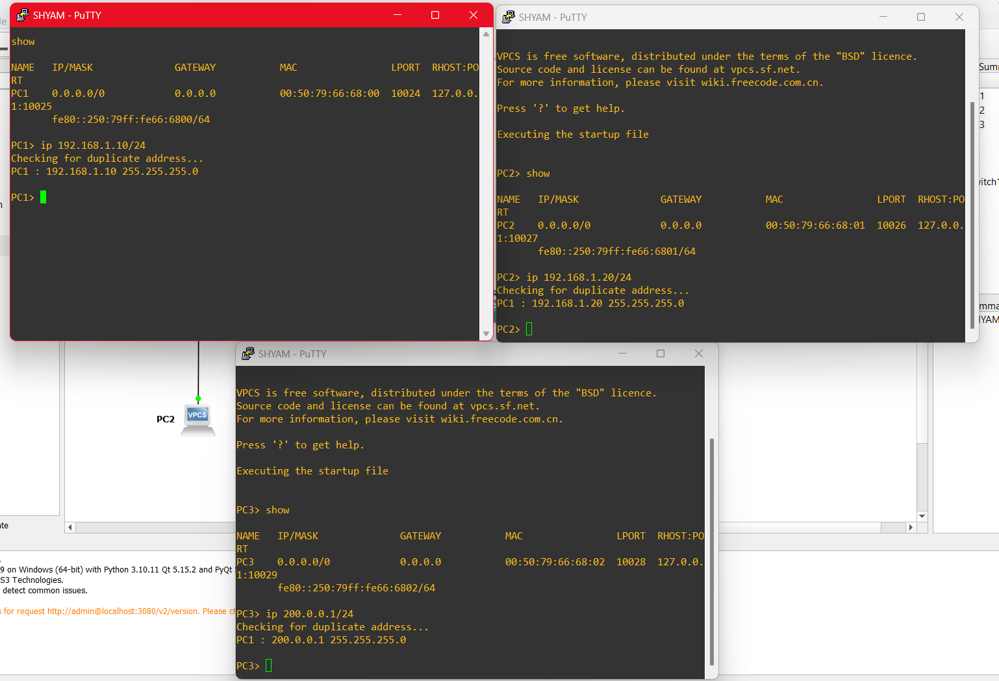 SHYAM - PuTTY
show
NAME   IP/MASK              GATEWAY           MAC                LPORT  RHOST:PO
RT
PC1    0.0.0.0/0            0.0.0.0           00:50:79:66:68:00  10024  127.0.0.
1:10025
       fe80::250:79ff:fe66:6800/64
PC1> ip 192.168.1.10/24
Checking for duplicate address...
PC1 : 192.168.1.10 255.255.255.0
PC1>
SHYAM - PuTTY
VPCS is free software, distributed under the terms of the "BSD" licence.
Source code and license can be found at vpcs.sf.net.
For more information, please visit wiki.freecode.com.cn.
Press '?' to get help.
Executing the startup file
PC2> show
NAME   IP/MASK              GATEWAY           MAC                LPORT  RHOST:PO
RT
PC2    0.0.0.0/0            0.0.0.0           00:50:79:66:68:01  10026  127.0.0.
1:10027
       fe80::250:79ff:fe66:6801/64
PC2> ip 192.168.1.20/24
Checking for duplicate address...
PC1 : 192.168.1.20 255.255.255.0
PC2>
Summ
1
2
3
witch1
mma
YAM
PC2
VPCS
SHYAM - PuTTY
VPCS is free software, distributed under the terms of the "BSD" licence.
Source code and license can be found at vpcs.sf.net.
For more information, please visit wiki.freecode.com.cn.
Press '?' to get help.
Executing the startup file
PC3> show
NAME   IP/MASK              GATEWAY           MAC                LPORT  RHOST:PO
RT
PC3    0.0.0.0/0            0.0.0.0           00:50:79:66:68:02  10028  127.0.0.
1:10029
       fe80::250:79ff:fe66:6802/64
PC3> ip 200.0.0.1/24
Checking for duplicate address...
PC1 : 200.0.0.1 255.255.255.0
PC3>
ate
9 on Windows (64-bit) with Python 3.10.11 Qt 5.15.2 and PyQt
S3 Technologies.
detect common issues.
s for request http://admin@localhost:3080/v2/version. Please ch